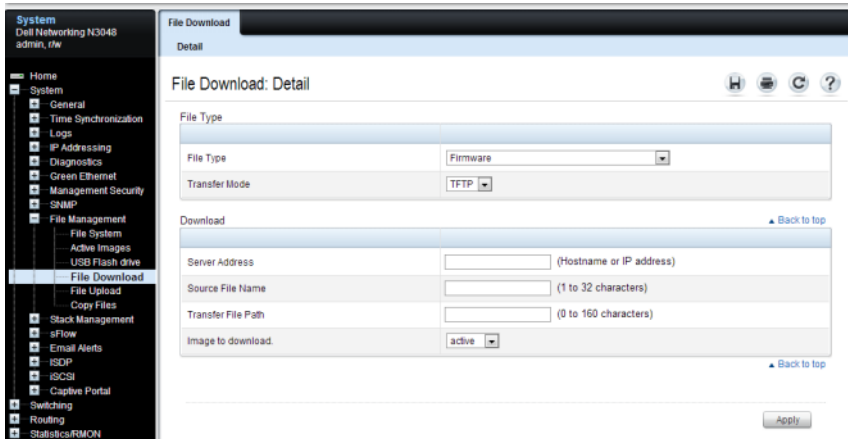 System
Dell Networking N3048
admin, r/w
Home
System
General
Time Synchronization
Logs
IP Addressing
Diagnostics
Green Ethernet
Management Security
SNMP
File Management
File System
Active Images
USB Flash drive
File Download
File Upload
Copy Files
Stack Management
sFlow
Email Alerts
ISDP
iSCSI
Captive Portal
Switching
Routing
Statistics/RMON
File Download
Detail
File Download: Detail
?
File Type
File Type Firmware
Transfer Mode TFTP
Download Back to top
Server Address (Hostname or IP address)
Source File Name (1 to 32 characters)
Transfer File Path (0 to 160 characters)
Image to download. active
Back to top
Apply